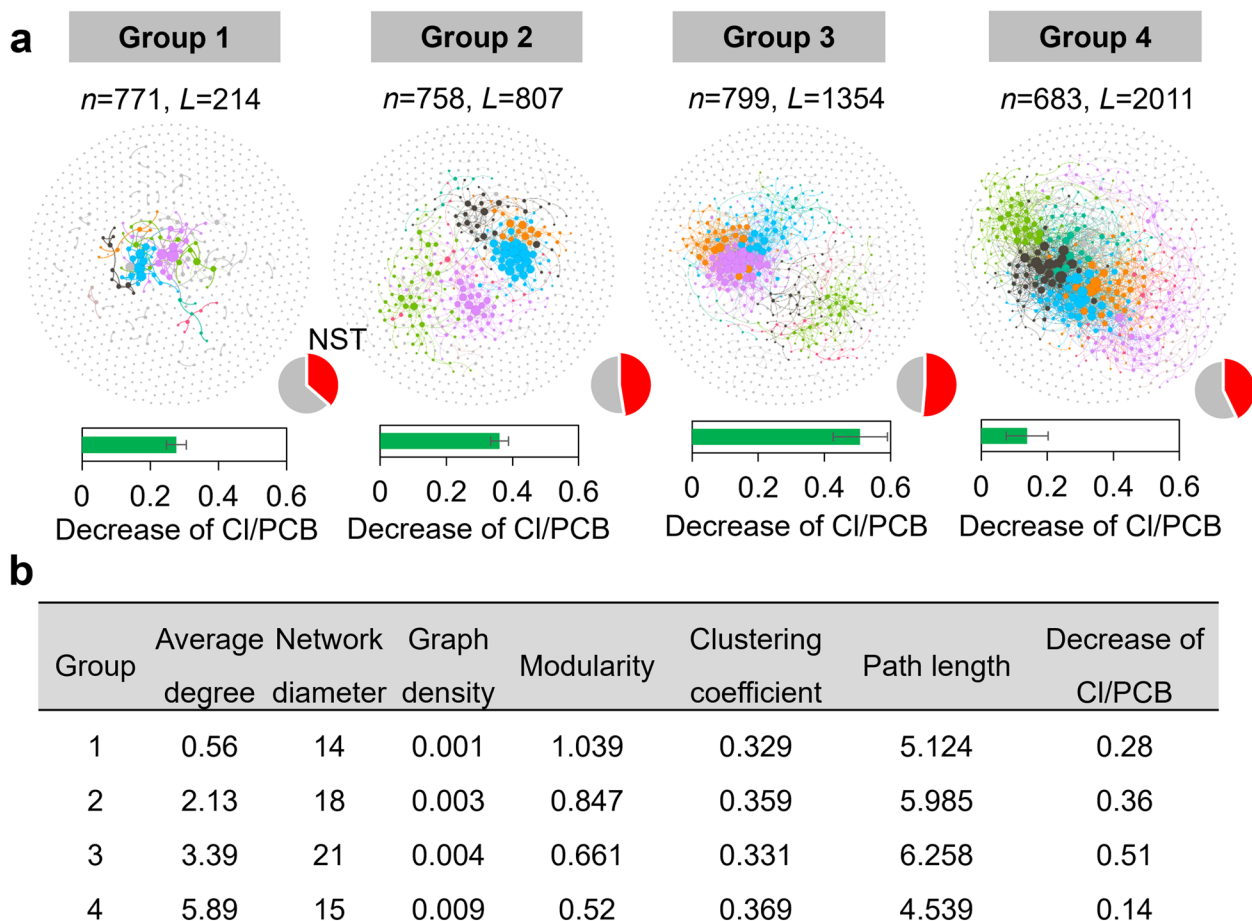 a
Group 1 Group 2 Group 3 Group 4
n=771, L=214 n=758, L=807 n=799, L=1354 n=683, L=2011
NST
0 0.2 0.4 0.6 0 0.2 0.4 0.6 0 0.2 0.4 0.6 0 0.2 0.4 0.6
Decrease of Cl/PCB Decrease of Cl/PCB Decrease of Cl/PCB Decrease of Cl/PCB
b
Group Average degree Network diameter Graph density Modularity Clustering coefficient Path length Decrease of Cl/PCB
1 0.56 14 0.001 1.039 0.329 5.124 0.28
2 2.13 18 0.003 0.847 0.359 5.985 0.36
3 3.39 21 0.004 0.661 0.331 6.258 0.51
4 5.89 15 0.009 0.52 0.369 4.539 0.14